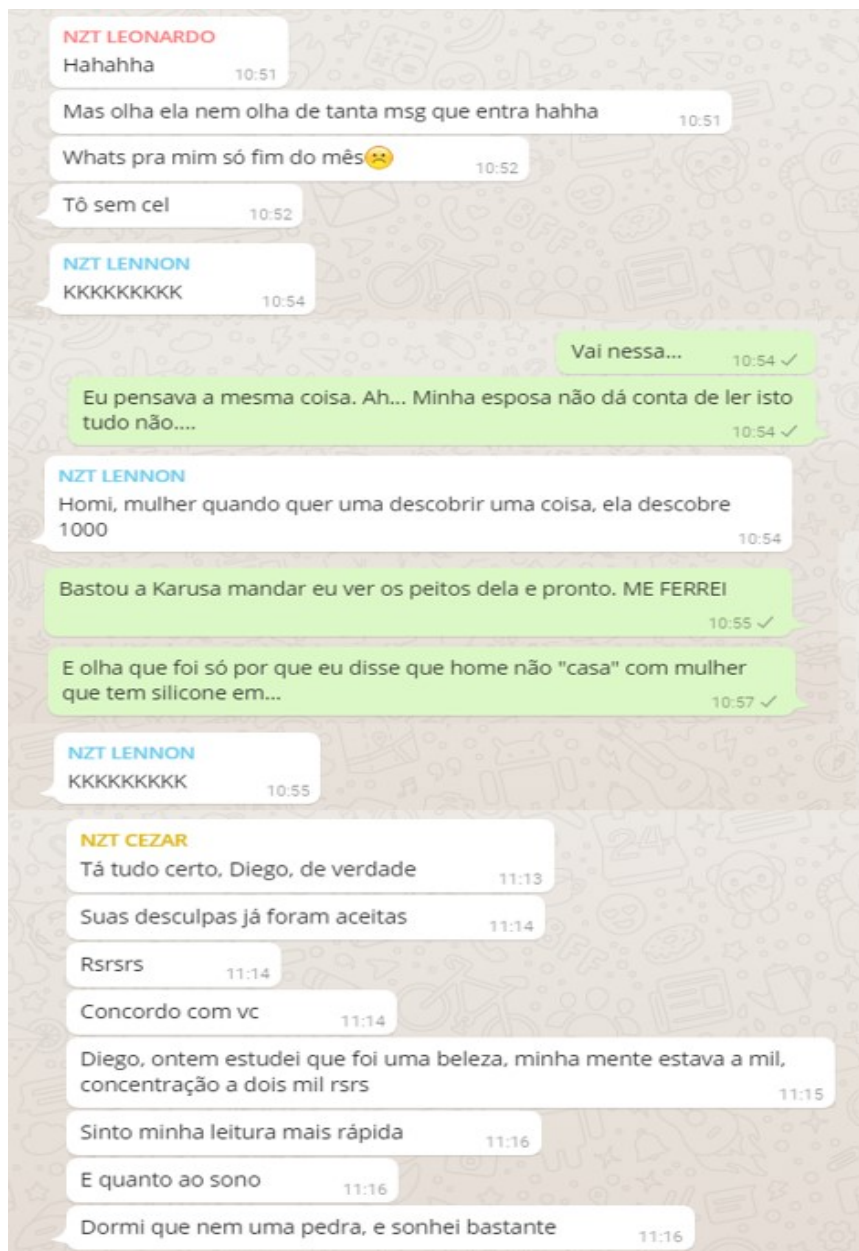 NZT LEONARDO
Hahahha
10:51
Mas olha ela nem olha de tanta msg que entra hahha
10:51
Whats pra mim só fim do mês☹️
10:52
Tô sem cel
10:52
NZT LENNON
KKKKKKKKK
10:54
Vai nessa...
10:54
Eu pensava a mesma coisa. Ah... Minha esposa não dá conta de ler isto
tudo não....
10:54
NZT LENNON
Homi, mulher quando quer uma descobrir uma coisa, ela descobre
1000
10:54
Bastou a Karusa mandar eu ver os peitos dela e pronto. ME FERREI
10:55
E olha que foi só por que eu disse que home não "casa" com mulher
que tem silicone em...
10:57
NZT LENNON
KKKKKKKKK
10:55
NZT CEZAR
Tá tudo certo, Diego, de verdade
11:13
Suas desculpas já foram aceitas
11:14
Rsrsrs
11:14
Concordo com vc
11:14
Diego, ontem estudei que foi uma beleza, minha mente estava a mil,
concentração a dois mil rsrs
11:15
Sinto minha leitura mais rápida
11:16
E quanto ao sono
11:16
Dormi que nem uma pedra, e sonhei bastante
11:16